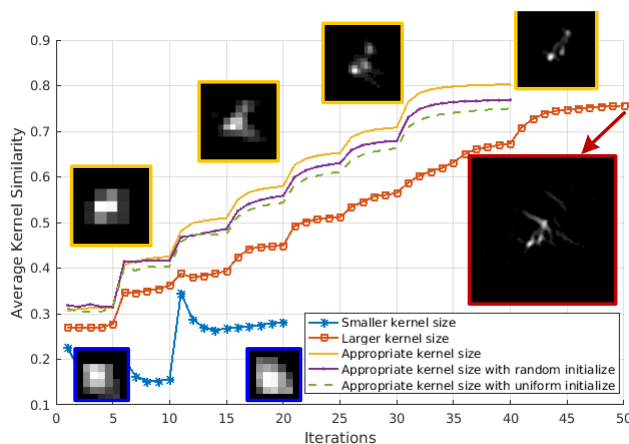 0.9
0.8
0.7
0.6
0.5
0.4
0.3
0.2
0.1
Average Kernel Similarity
Smaller kernel size
Larger kernel size
Appropriate kernel size
Appropriate kernel size with random initialize
Appropriate kernel size with uniform initialize
0 5 10 15 20 25 30 35 40 45 50
Iterations